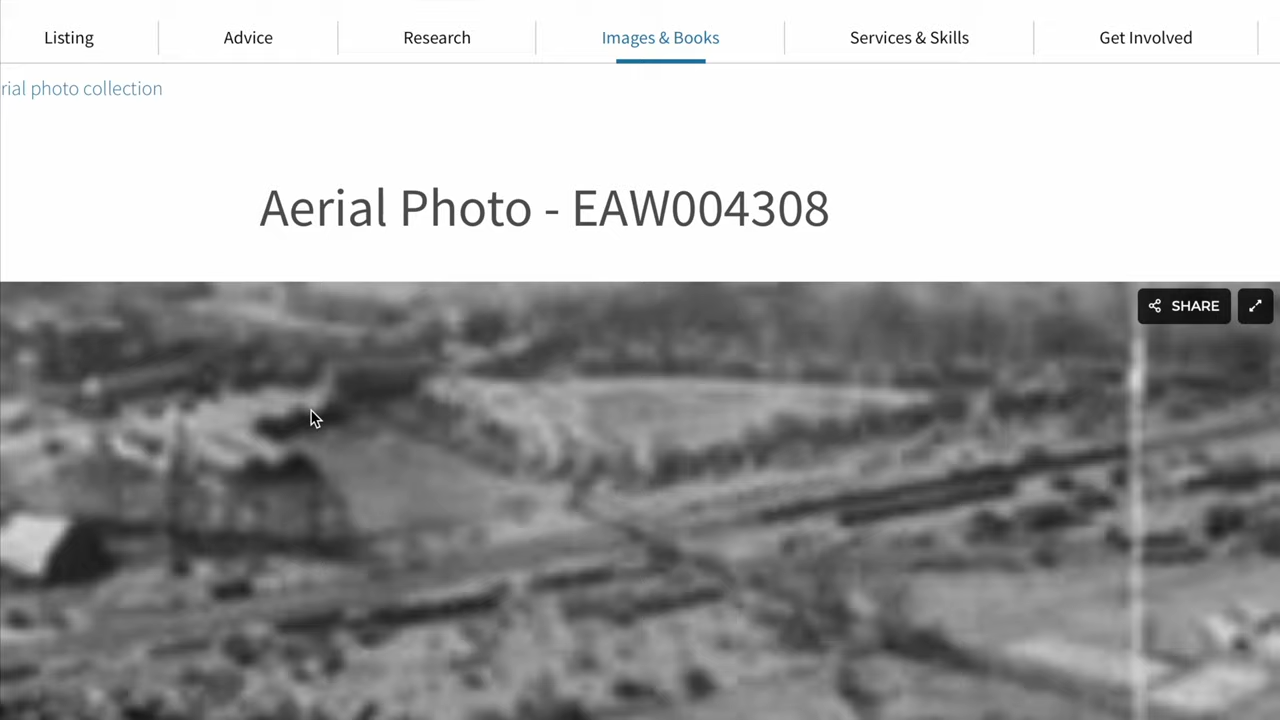 Listing
Advice
Research
Images & Books
Services & Skills
Get Involved
rial photo collection
Aerial Photo - EAW004308
SHARE